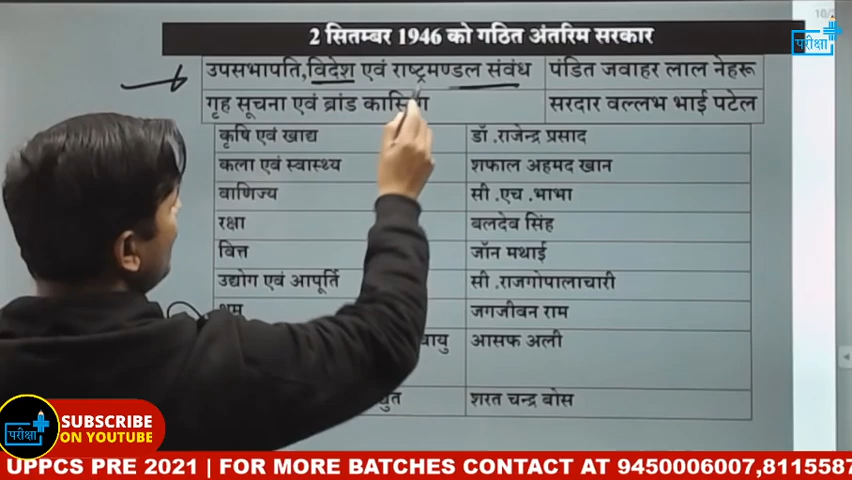 2 सितम्बर 1946 को गठित अंतरिम सरकार
उपसभापति,विदेश एवं राष्ट्रमण्डल संवंध पंडित जवाहर लाल नेहरू
गृह सूचना एवं ब्रांड कास्टिंग सरदार वल्लभ भाई पटेल
कृषि एवं खाद्य डॉ .राजेन्द्र प्रसाद
कला एवं स्वास्थ्य शफाल अहमद खान
वाणिज्य सी .एच .भाभा
रक्षा बलदेव सिंह
वित्त जॉन मथाई
उद्योग एवं आपूर्ति सी .राजगोपालाचारी
श्रम जगजीवन राम
आसफ अली
शरत चन्द्र बोस
परीक्षा
परीक्षा
SUBSCRIBE
ON YOUTUBE
UPPCS PRE 2021 | FOR MORE BATCHES CONTACT AT 9450006007,8115587